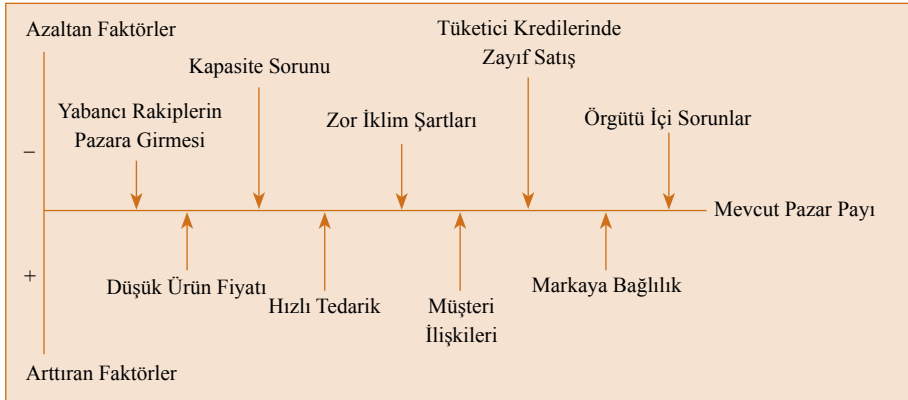 Azaltan Faktörler
Tüketici Kredilerinde
Zayıf Satış
Kapasite Sorunu
Yabancı Rakiplerin
Pazara Girmesi
Zor İklim Şartları
Örgütü İçi Sorunlar
–
Mevcut Pazar Payı
+
Düşük Ürün Fiyatı
Hızlı Tedarik
Müşteri
İlişkileri
Markaya Bağlılık
Arttıran Faktörler